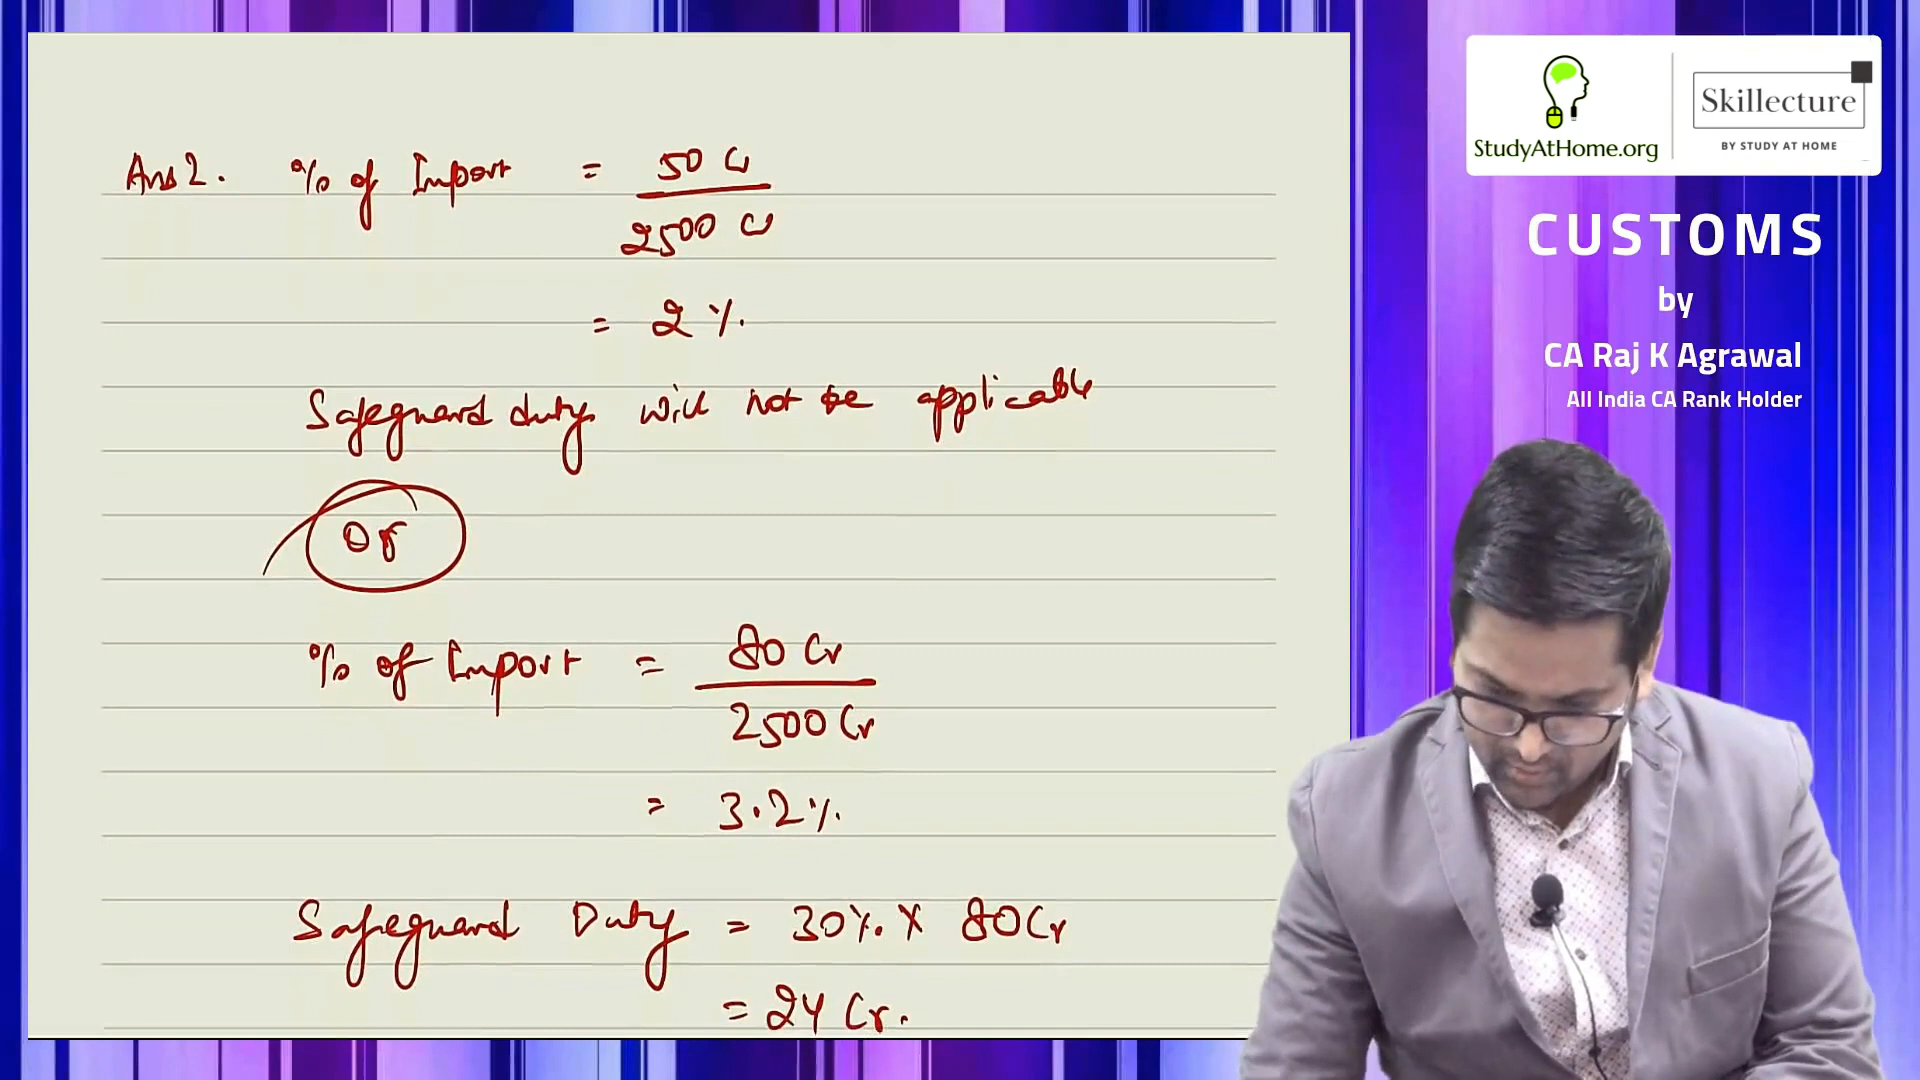 Ans 2. % of Import = 50 Cr
2500 Cr
= 2 %.
Safeguard duty will not be applicable
or
% of Import = 80 Cr
2500 Cr
= 3.2 %.
Safeguard Duty = 30%. X 80 Cr
= 24 Cr.
StudyAtHome.org
Skillecture
BY STUDY AT HOME
CUSTOMS
by
CA Raj K Agrawal
All India CA Rank Holder